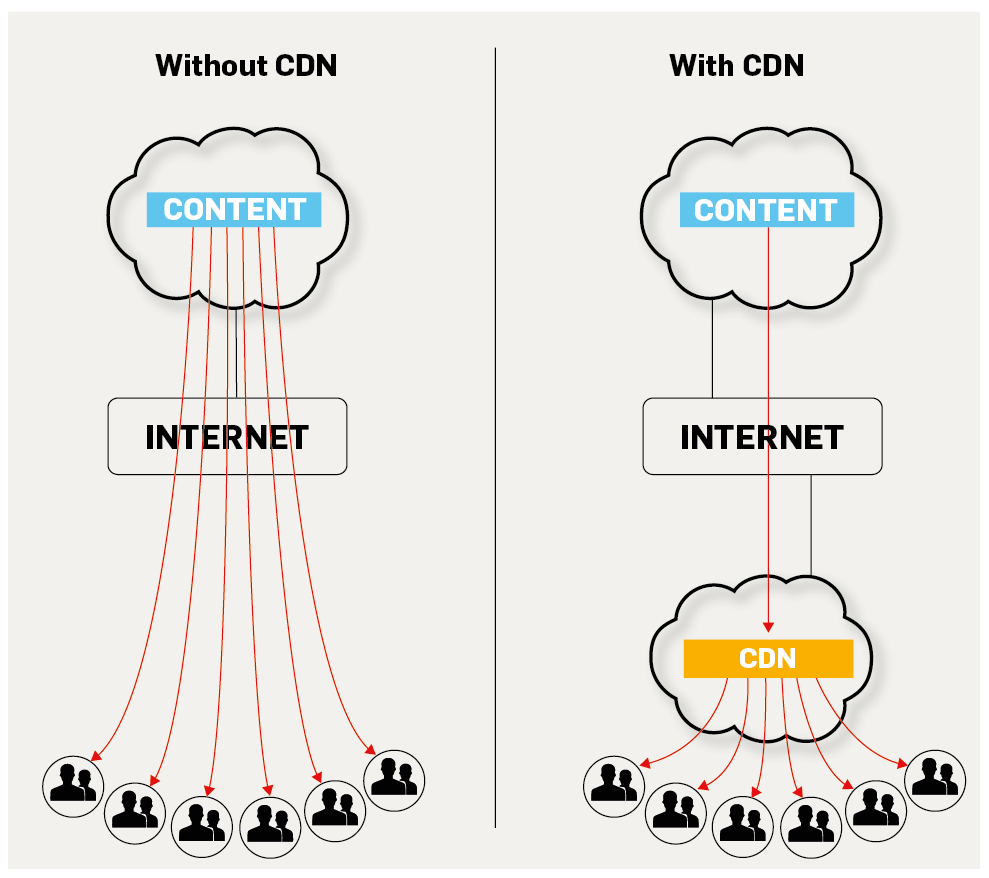 Without CDN
CONTENT
INTERNET
With CDN
CONTENT
INTERNET
CDN